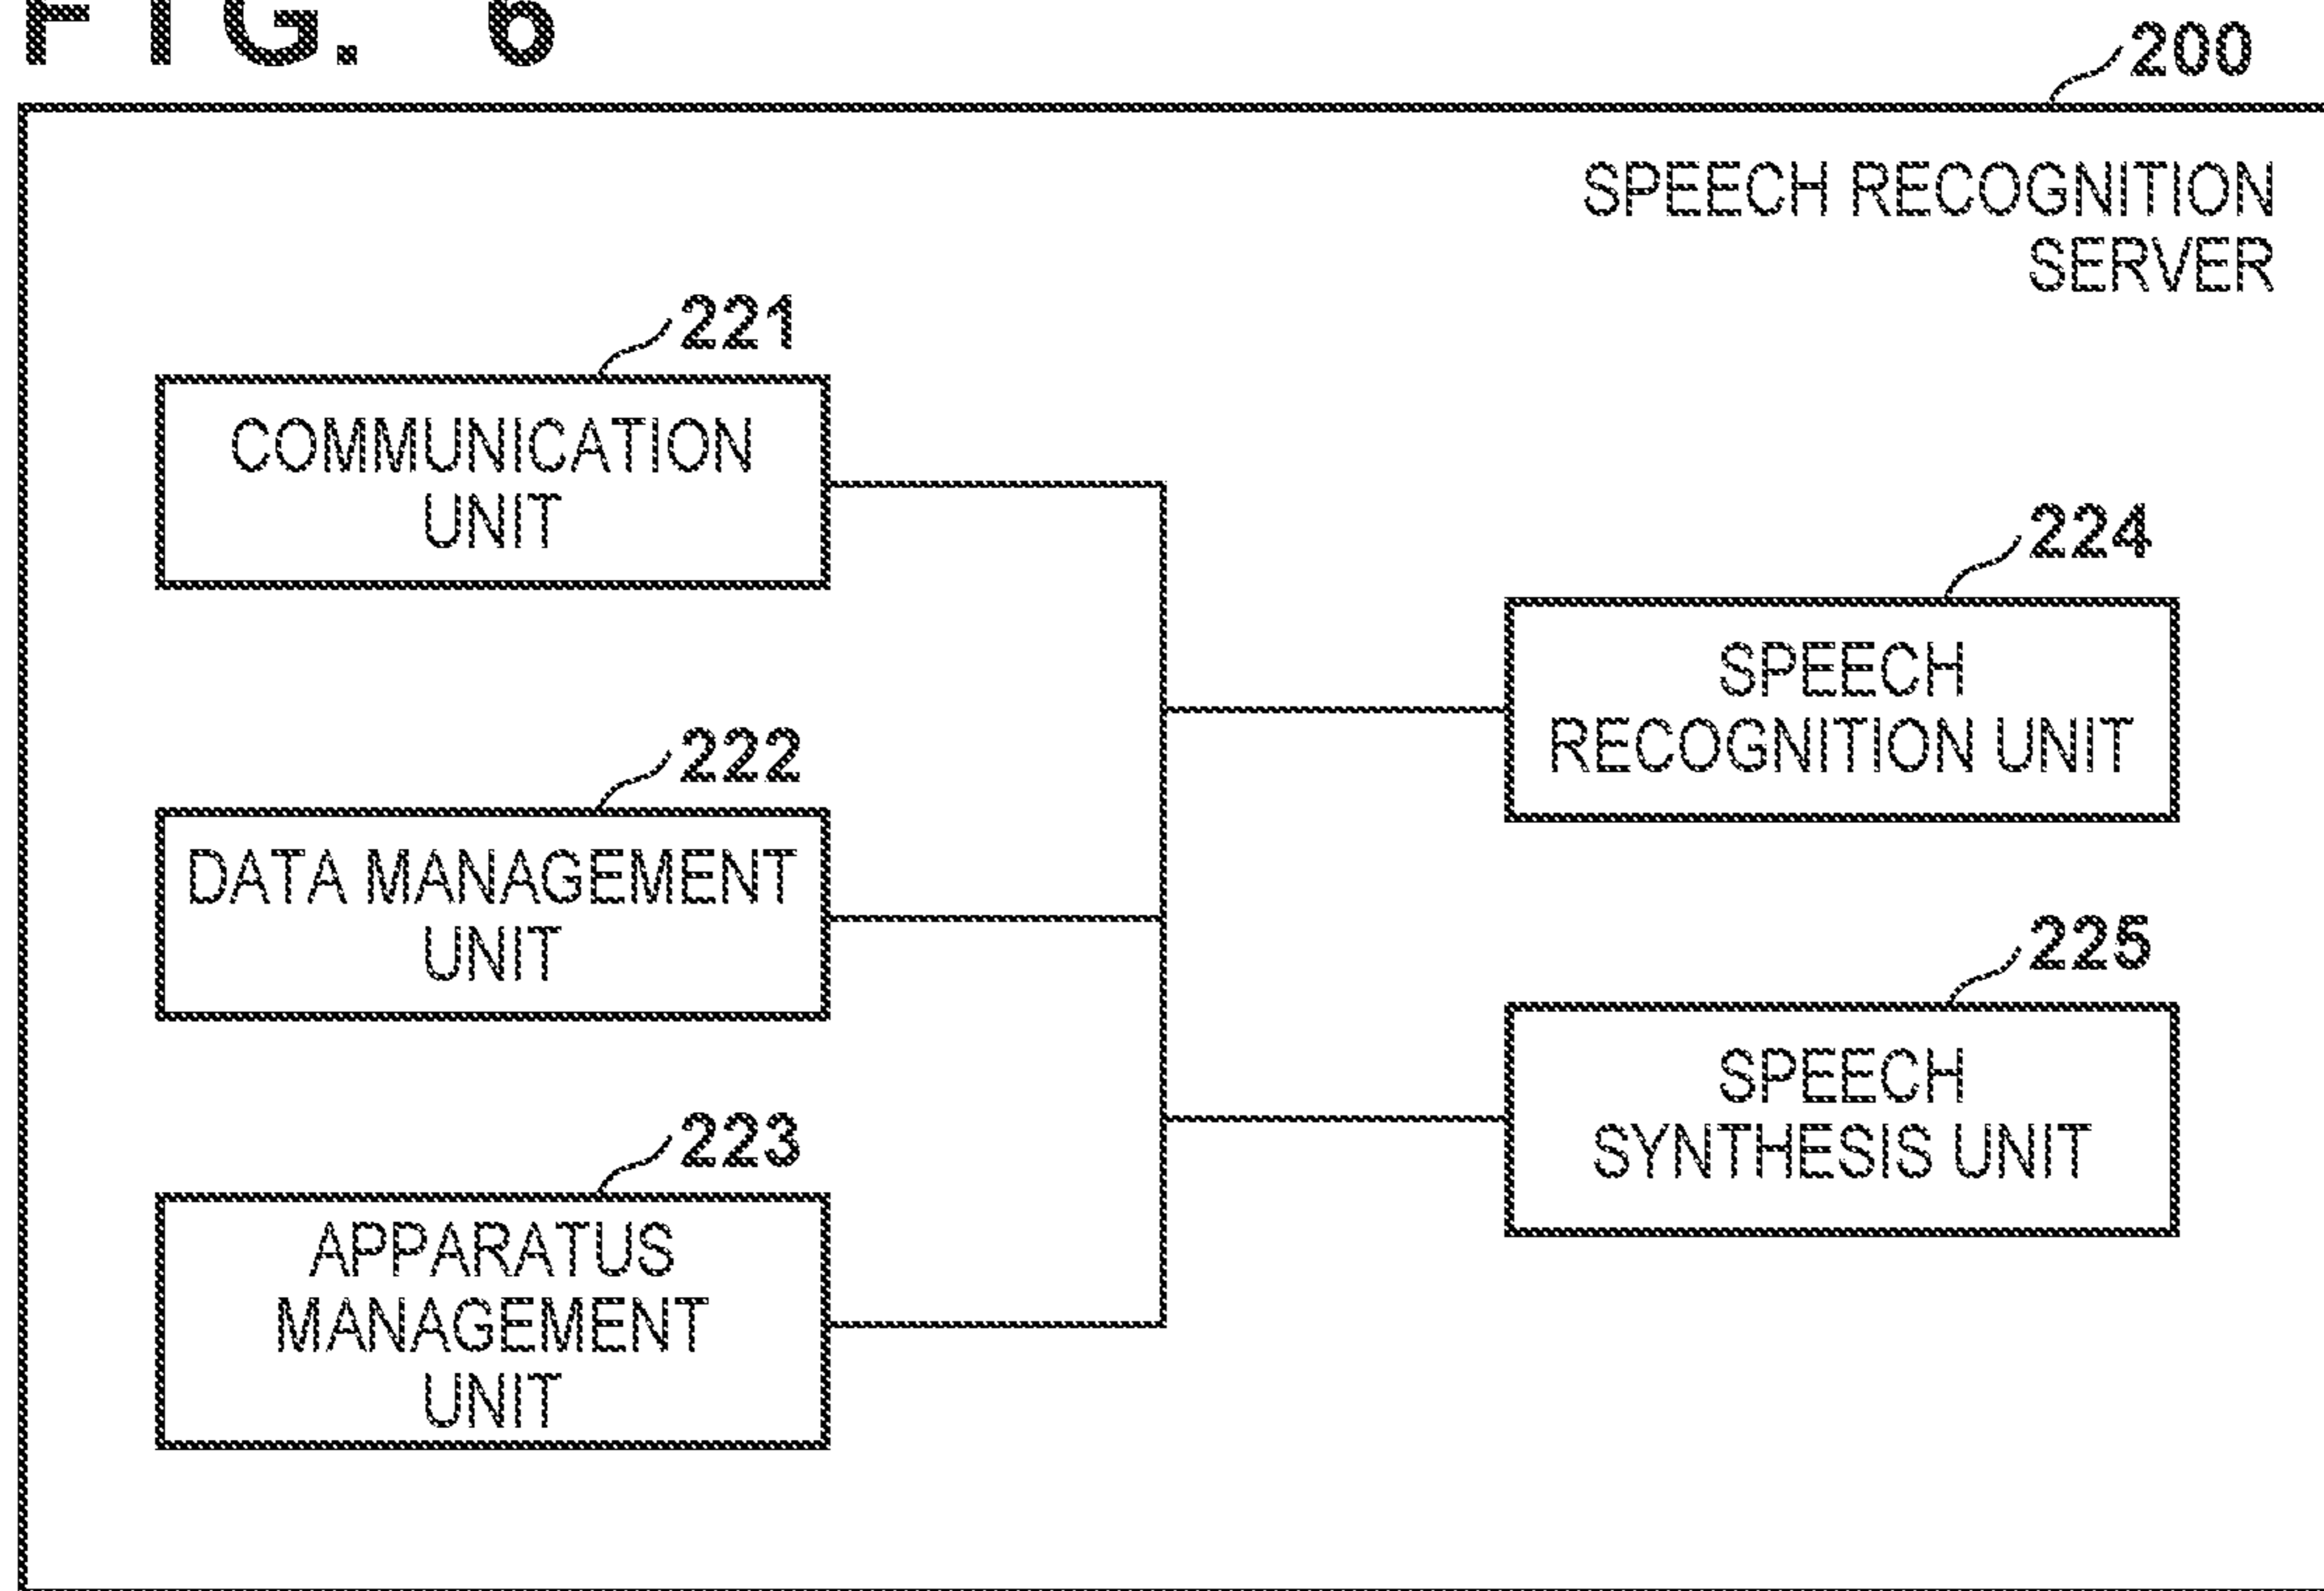 FIG. 6
200
SPEECH RECOGNITION
SERVER
221
COMMUNICATION
UNIT
222
DATA MANAGEMENT
UNIT
223
APPARATUS
MANAGEMENT
UNIT
224
SPEECH
RECOGNITION UNIT
225
SPEECH
SYNTHESIS UNIT